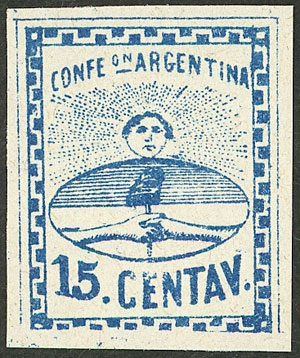 CONFE ON ARGENTINA
15. CENTAV.